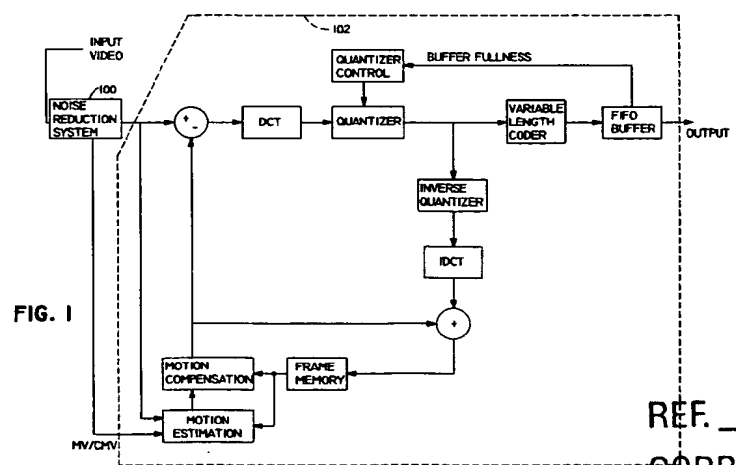 102
INPUT
VIDEO
100
NOISE
REDUCTION
SYSTEM
+
-
DCT
QUANTIZER
CONTROL
BUFFER FULLNESS
QUANTIZER
VARIABLE
LENGTH
CODER
FIFO
BUFFER
OUTPUT
INVERSE
QUANTIZER
IDCT
+
FIG. 1
MOTION
COMPENSATION
FRAME
MEMORY
MOTION
ESTIMATION
MV/CMV
REF. _